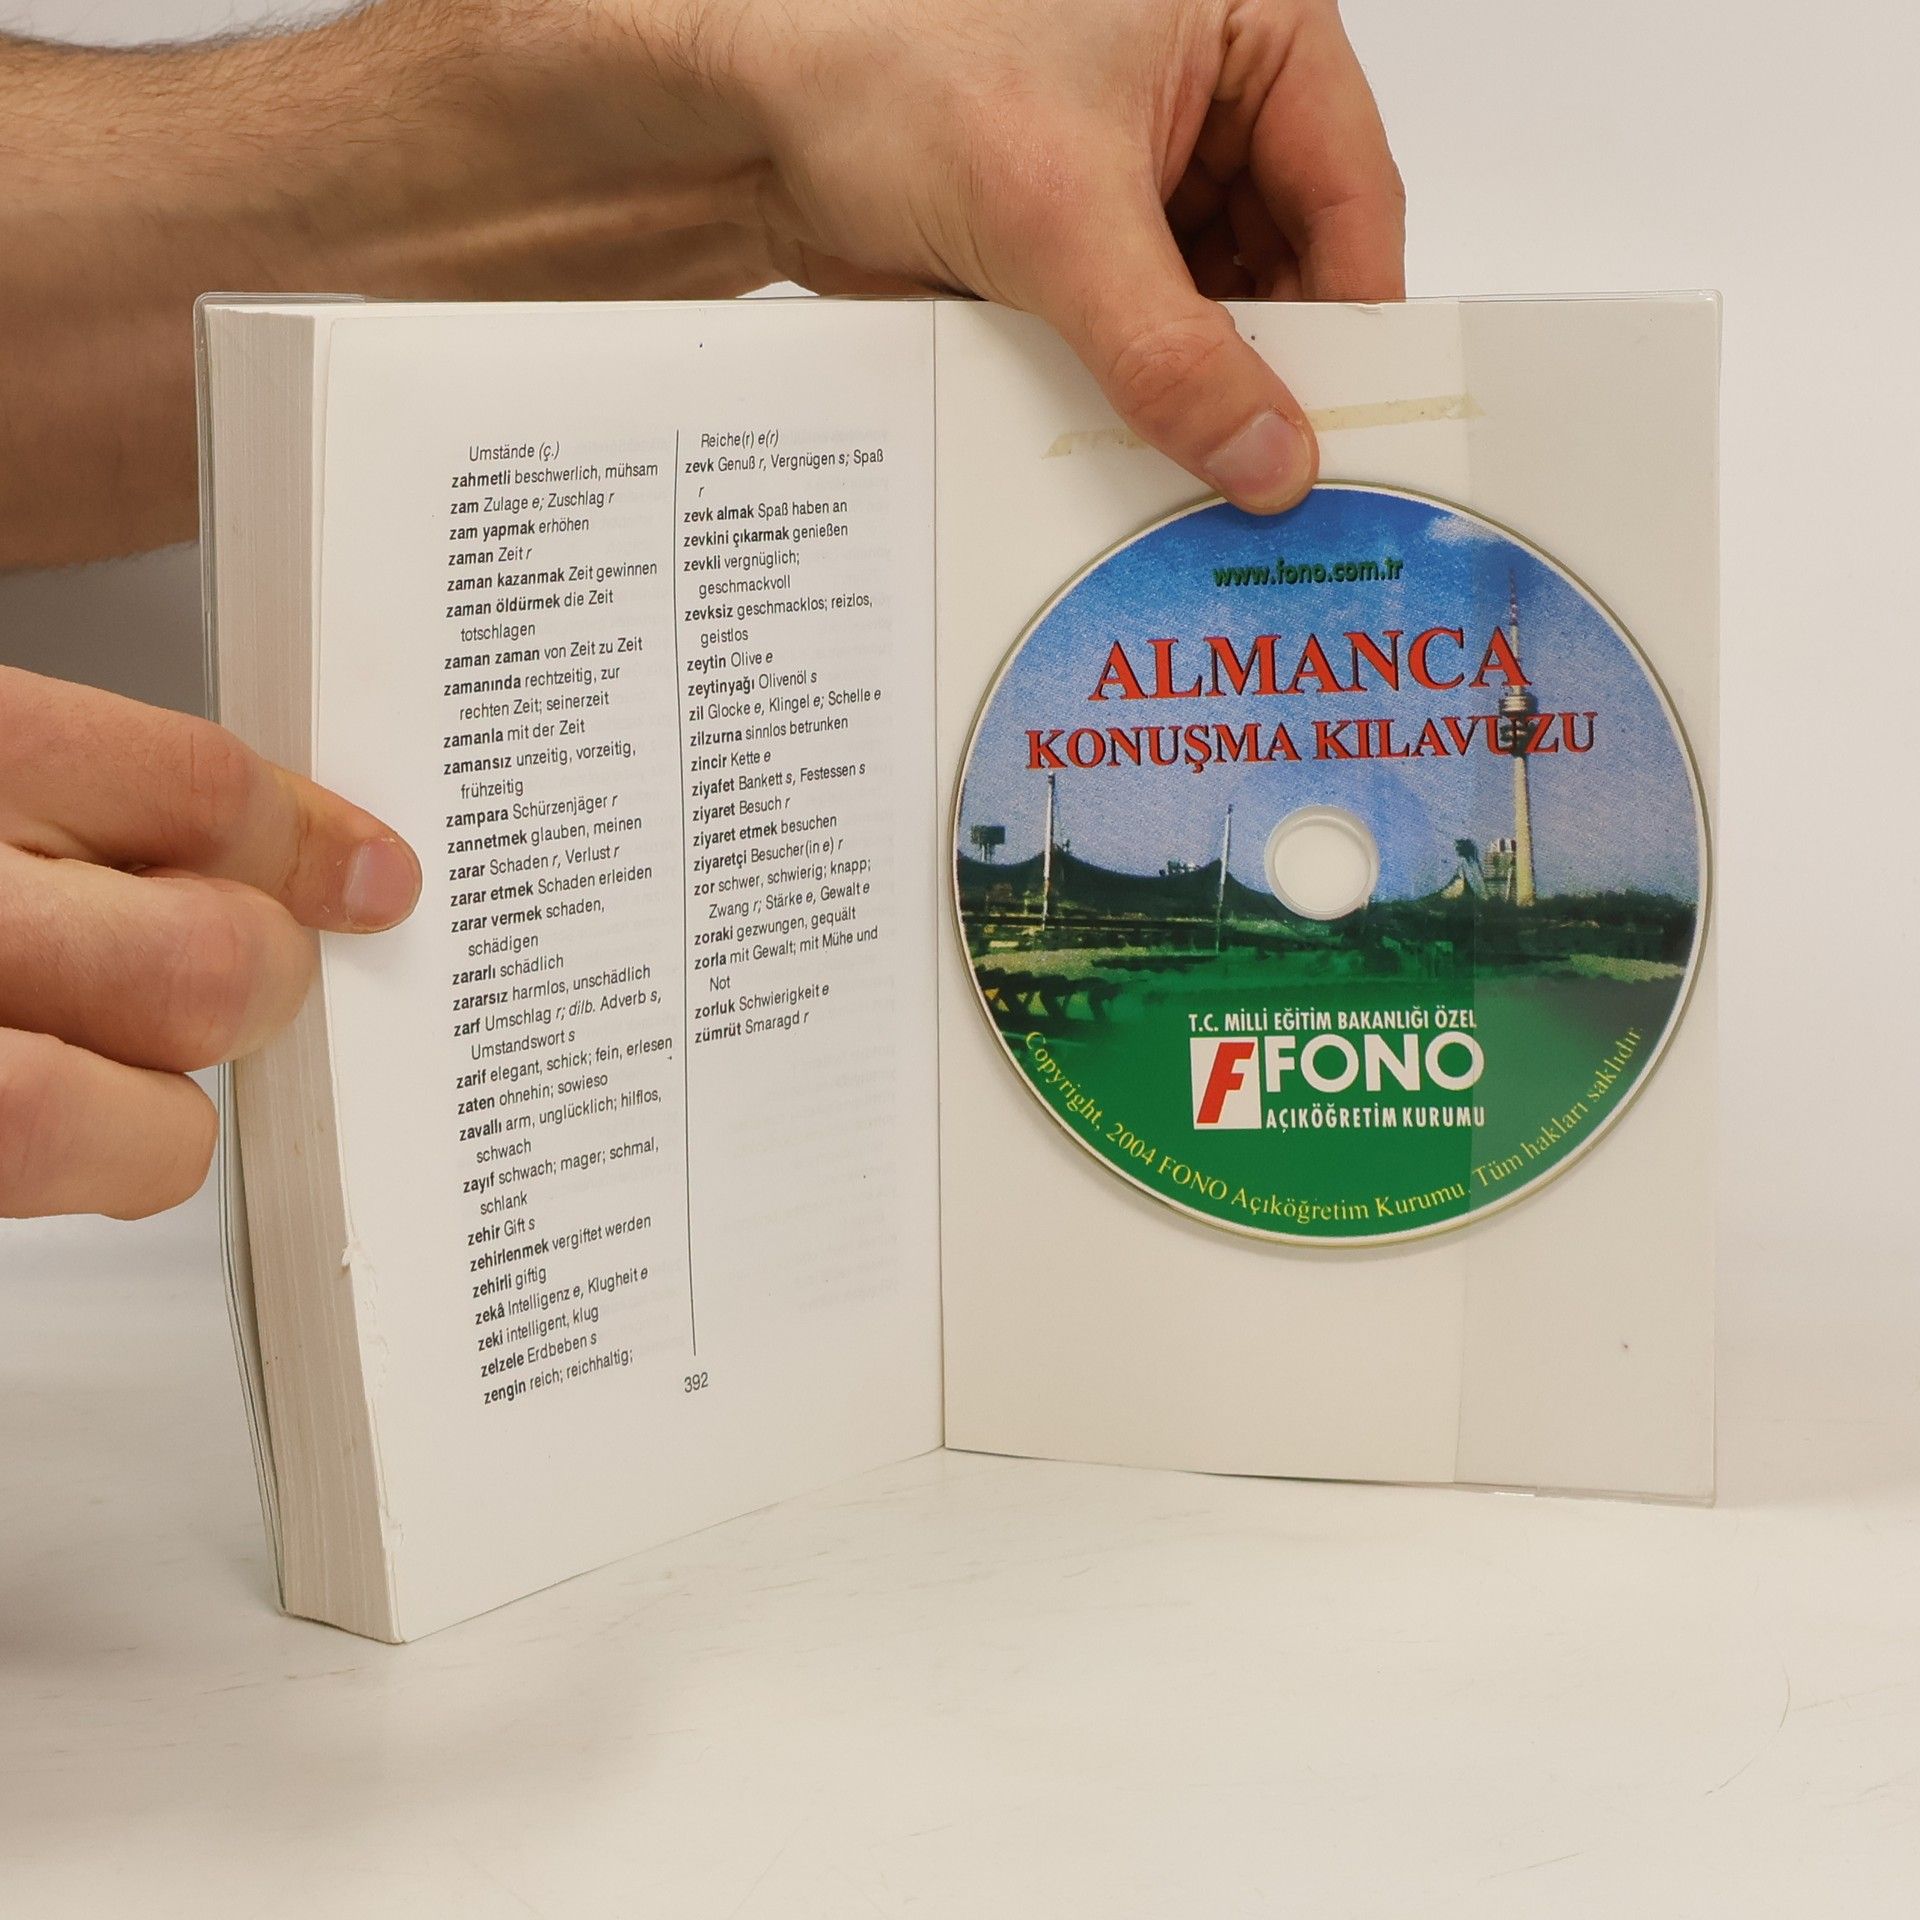 Umstände (ç.)
zahmetli beschwerlich, mühsam
zam Zulage e; Zuschlag r
zam yapmak erhöhen
zaman Zeit r
zaman kazanmak Zeit gewinnen
zaman öldürmek die Zeit
totschlagen
zaman zaman von Zeit zu Zeit
zamanında rechtzeitig, zur
rechten Zeit; seinerzeit
zamanla mit der Zeit
zamansız unzeitig, vorzeitig,
frühzeitig
zampara Schürzenjäger r
zannetmek glauben, meinen
zarar Schaden r, Verlust r
zarar etmek Schaden erleiden
zarar vermek schaden,
schädigen
zararlı schädlich
zararsız harmlos, unschädlich
zarf Umschlag r; dilb. Adverb s,
Umstandswort s
zarif elegant, schick; fein, erlesen
zaten ohnehin; sowieso
zavallı arm, unglücklich; hilflos,
schwach
zayıf schwach; mager; schmal,
schlank
zehir Gift s
zehirlenmek vergiftet werden
zehirli giftig
zekâ Intelligenz e, Klugheit e
zeki intelligent, klug
zelzele Erdbeben s
zengin reich; reichhaltig;
Reiche(r) e(r)
zevk Genuß r, Vergnügen s; Spaß
r
zevk almak Spaß haben an
zevkini çıkarmak genießen
zevkli vergnüglich;
geschmackvoll
zevksiz geschmacklos; reizlos,
geistlos
zeytin Olive e
zeytinyağı Olivenöl s
zil Glocke e, Klingel e; Schelle e
zilzurna sinnlos betrunken
zincir Kette e
ziyafet Bankett s, Festessen s
ziyaret Besuch r
ziyaret etmek besuchen
ziyaretçi Besucher(in e) r
zor schwer, schwierig; knapp;
Zwang r; Stärke e, Gewalt e
zoraki gezwungen, gequält
zorla mit Gewalt; mit Mühe und
Not
zorluk Schwierigkeit e
zümrüt Smaragd r
392
www.fono.com.tr
ALMANCA
KONUŞMA KILAVUZU
T.C. MİLLİ EĞİTİM BAKANLIĞI ÖZEL
F FONO
AÇIKÖĞRETİM KURUMU
Copyright, 2004 FONO Açıköğretim Kurumu. Tüm hakları saklıdır.